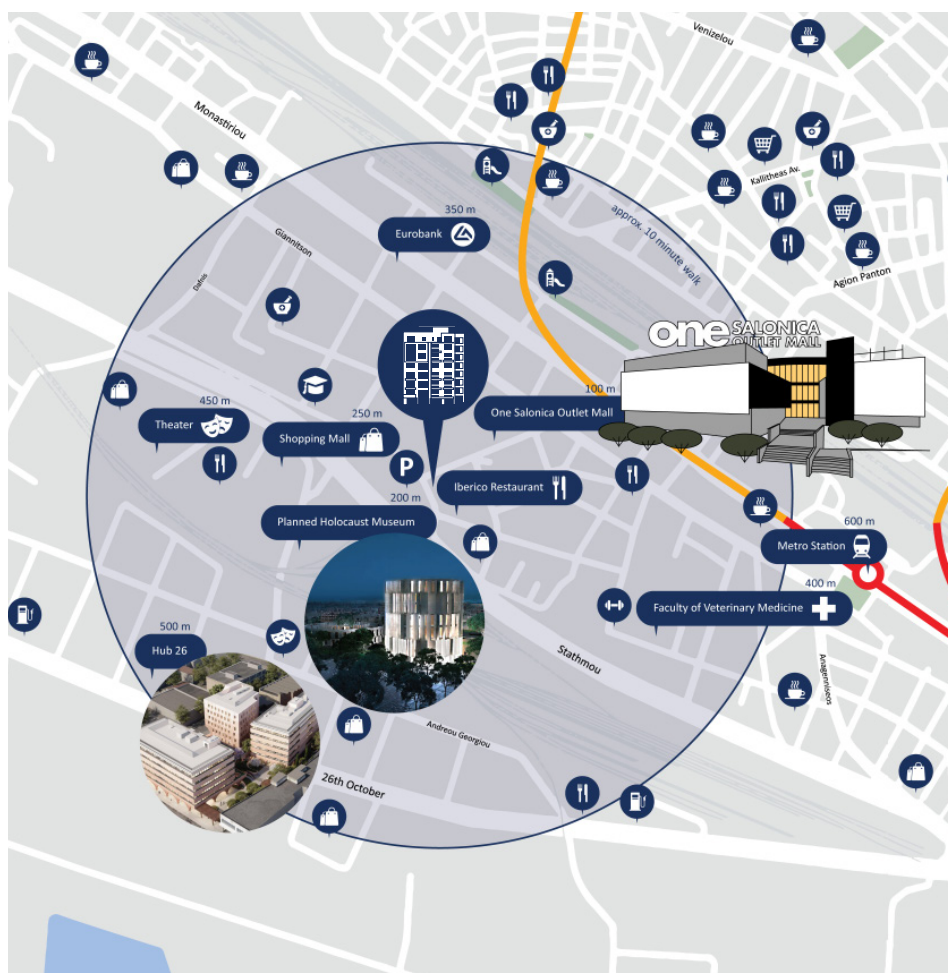 Venizelou
Monastiriou
Kallitheas Av.
350 m
Eurobank
approx. 10 minute walk
Giannitson
Dafnis
Agion Panton
one SALONICA
OUTLET MALL
100 m
One Salonica Outlet Mall
450 m
Theater
250 m
Shopping Mall
P
Iberico Restaurant
200 m
Planned Holocaust Museum
600 m
Metro Station
400 m
Faculty of Veterinary Medicine
500 m
Hub 26
Stathmou
Anagenniseos
Andreou Georgiou
26th October